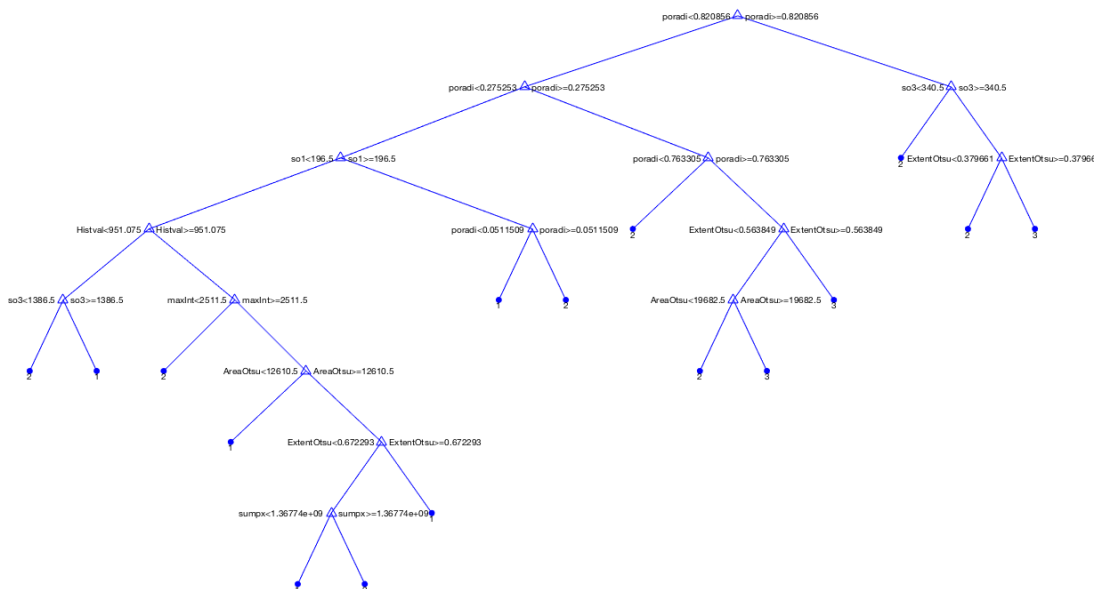 poradi<0.820856 poradi>=0.820856
poradi<0.275253 poradi>=0.275253
so3<340.5 so3>=340.5
so1<196.5 so1>=196.5
poradi<0.763305 poradi>=0.763305
2
ExtentOtsu<0.379661 ExtentOtsu>=0.37966
Histval<951.075 Histval>=951.075
poradi<0.0511509 poradi>=0.0511509
2
ExtentOtsu<0.563849 ExtentOtsu>=0.563849
2
3
so3<1386.5 so3>=1386.5
maxInt<2511.5 maxInt>=2511.5
1
2
AreaOtsu<19682.5 AreaOtsu>=19682.5
3
2
1
2
AreaOtsu<12610.5 AreaOtsu>=12610.5
2
3
1
ExtentOtsu<0.672293 ExtentOtsu>=0.672293
sumpx<1.36774e+09 sumpx>=1.36774e+09
1